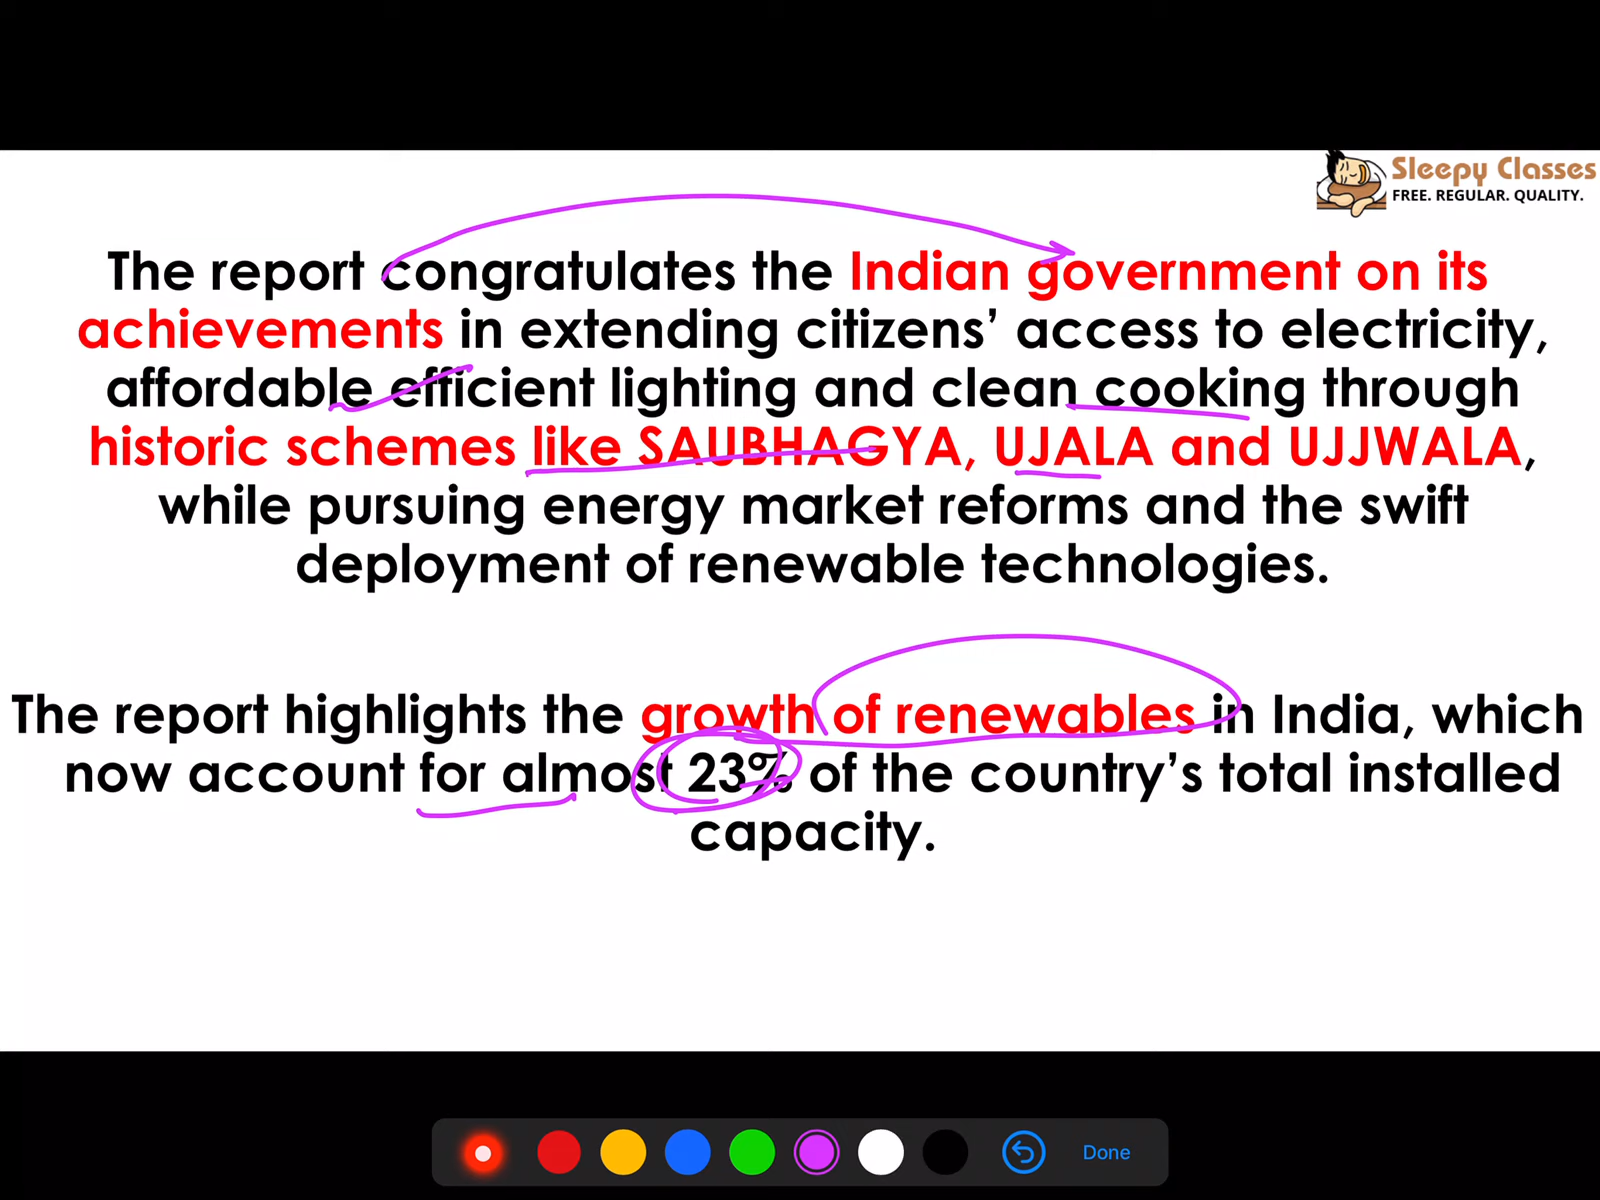 Sleepy Classes
FREE. REGULAR. QUALITY.
The report congratulates the Indian government on its
achievements in extending citizens’ access to electricity,
affordable efficient lighting and clean cooking through
historic schemes like SAUBHAGYA, UJALA and UJJWALA,
while pursuing energy market reforms and the swift
deployment of renewable technologies.
The report highlights the growth of renewables in India, which
now account for almost 23% of the country’s total installed
capacity.
Done